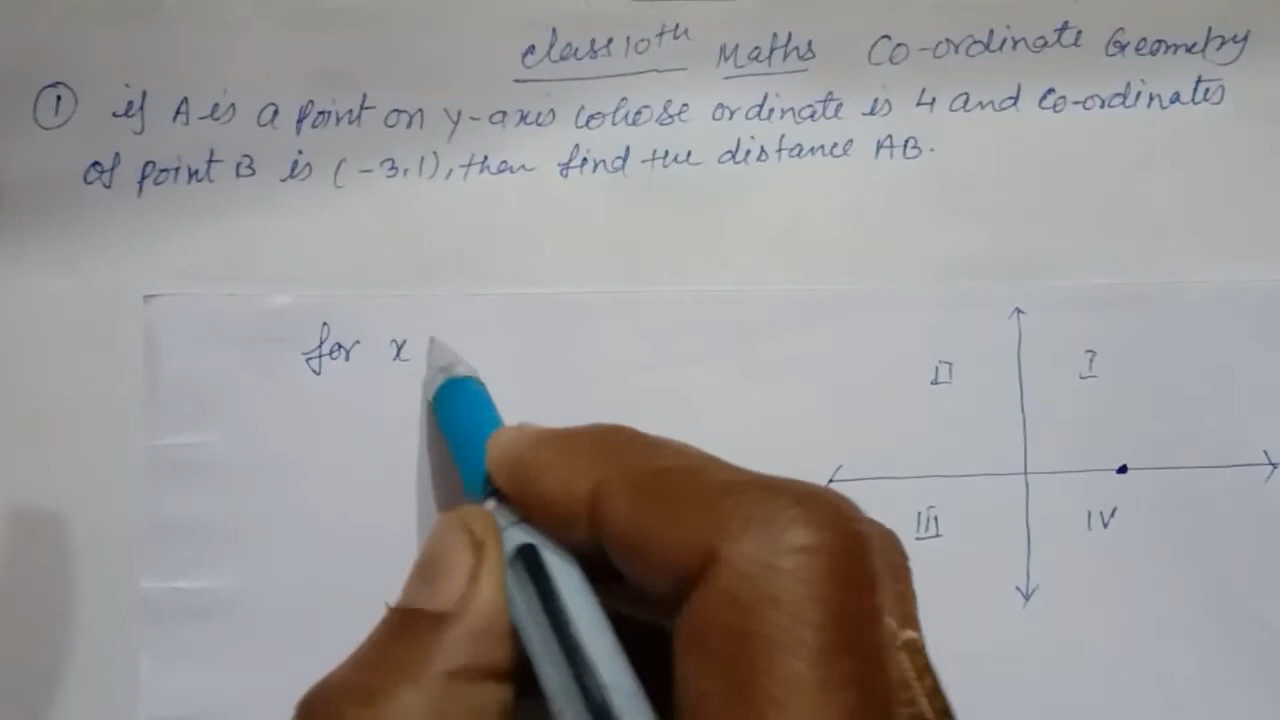 class 10th Maths Co-ordinate Geometry
① if A is a point on y-axis whose ordinate is 4 and co-ordinates
of point B is (-3,1), then find the distance AB.
for x
II I
III IV